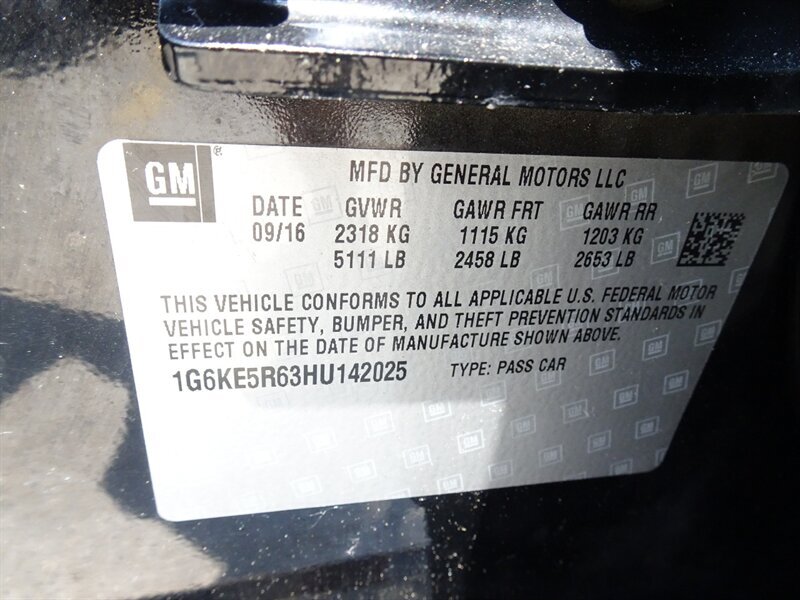 GM®
MFD BY GENERAL MOTORS LLC
DATE GVWR GAWR FRT GAWR RR
09/16 2318 KG 1115 KG 1203 KG
5111 LB 2458 LB 2653 LB
THIS VEHICLE CONFORMS TO ALL APPLICABLE U.S. FEDERAL MOTOR
VEHICLE SAFETY, BUMPER, AND THEFT PREVENTION STANDARDS IN
EFFECT ON THE DATE OF MANUFACTURE SHOWN ABOVE.
1G6KE5R63HU142025 TYPE: PASS CAR